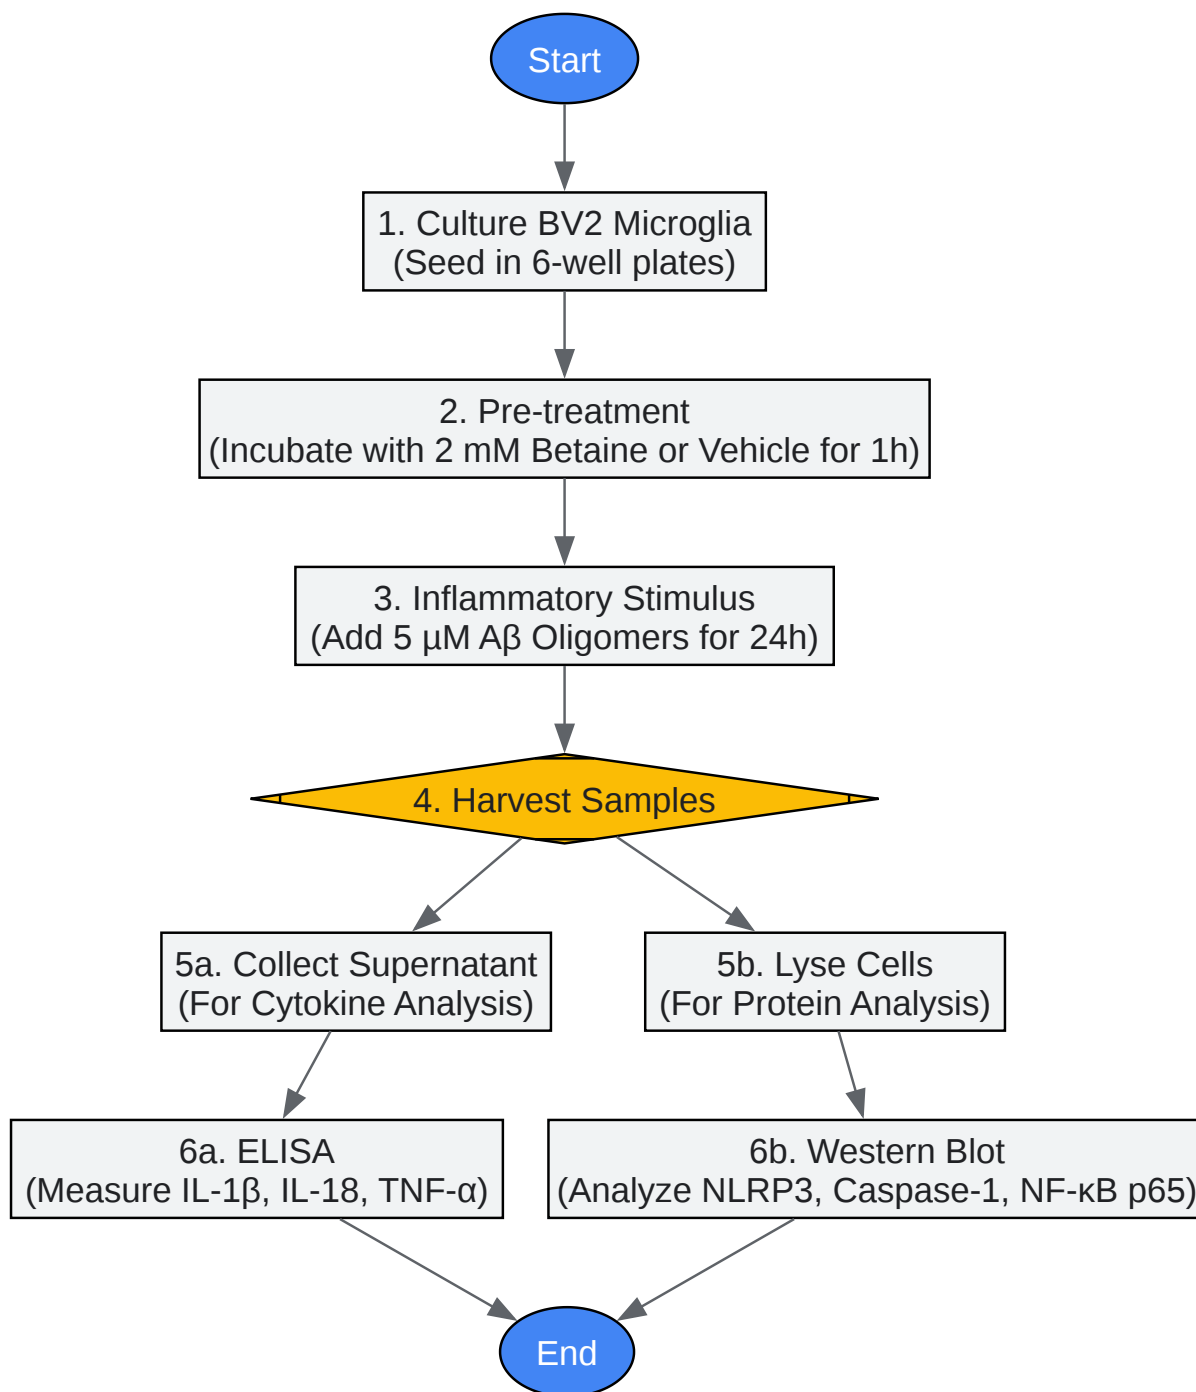 Start
1. Culture BV2 Microglia
(Seed in 6-well plates)
2. Pre-treatment
(Incubate with 2 mM Betaine or Vehicle for 1h)
3. Inflammatory Stimulus
(Add 5 µM Aβ Oligomers for 24h)
4. Harvest Samples
5a. Collect Supernatant
(For Cytokine Analysis)
5b. Lyse Cells
(For Protein Analysis)
6a. ELISA
(Measure IL-1β, IL-18, TNF-α)
6b. Western Blot
(Analyze NLRP3, Caspase-1, NF-κB p65)
End